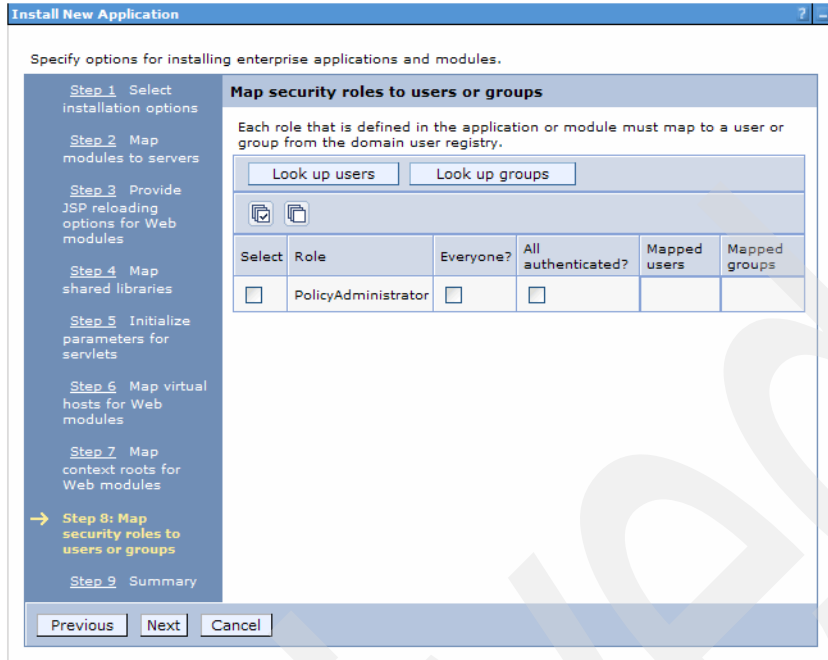 Install New Application
?
Specify options for installing enterprise applications and modules.
Step 1 Select
installation options
Step 2 Map
modules to servers
Step 3 Provide
JSP reloading
options for Web
modules
Step 4 Map
shared libraries
Step 5 Initialize
parameters for
servlets
Step 6 Map virtual
hosts for Web
modules
Step 7 Map
context roots for
Web modules
Step 8: Map
security roles to
users or groups
Step 9 Summary
Map security roles to users or groups
Each role that is defined in the application or module must map to a user or
group from the domain user registry.
Look up users Look up groups
Select Role Everyone? All authenticated? Mapped users Mapped groups
PolicyAdministrator
Previous Next Cancel